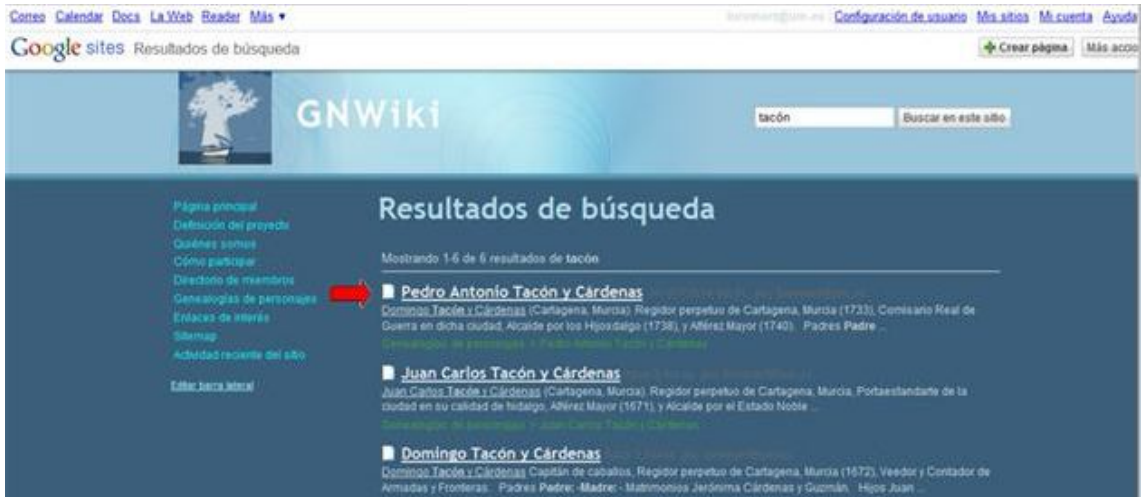 Correo Calendar Docs La Web Reader Más ▼
Configuración de usuario Mis sitios Mi cuenta Ayuda
Google sites Resultados de búsqueda
Crear página Más accio
GNWiki
tacón Buscar en este sitio
Página principal
Definición del proyecto
Quiénes somos
Cómo participar
Directorio de miembros
Genealogías de personajes
Enlaces de interés
Sitemap
Actividad reciente del sitio
Editar barra lateral
Resultados de búsqueda
Mostrando 1-6 de 6 resultados de tacón
Pedro Antonio Tacón y Cárdenas
Domingo Tacón y Cárdenas (Cartagena, Murcia) Regidor perpetuo de Cartagena, Murcia (1733), Comisario Real de
Guerra en dicha ciudad, Alcalde por los Hijosdalgo (1738), y Alférez Mayor (1740). Padres Padre ...
Genealogías de personajes > Pedro Antonio Tacón y Cárdenas
Juan Carlos Tacón y Cárdenas
Juan Carlos Tacón y Cárdenas (Cartagena, Murcia). Regidor perpetuo de Cartagena, Murcia, Portaestandarte de la
ciudad en su calidad de hidalgo, Alférez Mayor (1671), y Alcalde por el Estado Noble ...
Genealogías de personajes > Juan Carlos Tacón y Cárdenas
Domingo Tacón y Cárdenas
Domingo Tacón y Cárdenas Capitán de caballos, Regidor perpetuo de Cartagena, Murcia (1672), Veedor y Contador de
Armadas y Fronteras. Padres Padre: -Madre: - Matrimonios Jerónima Cárdenas y Guzmán. Hijos Juan ...